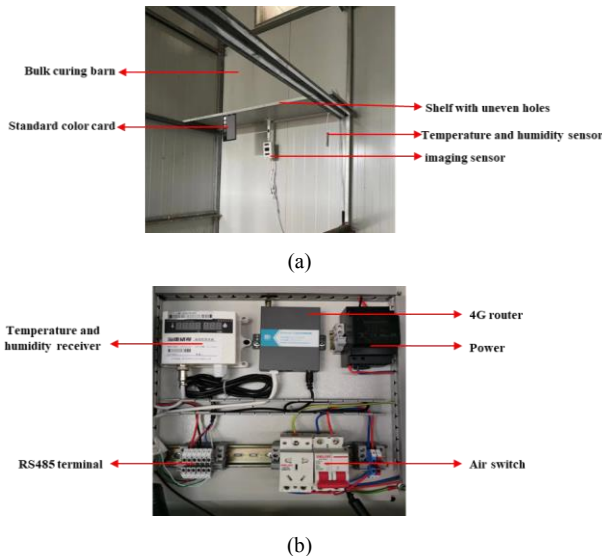 Bulk curing barn
Standard color card
Shelf with uneven holes
Temperature and humidity sensor
imaging sensor
(a)
Temperature and
humidity receiver
4G router
Power
RS485 terminal
Air switch
(b)